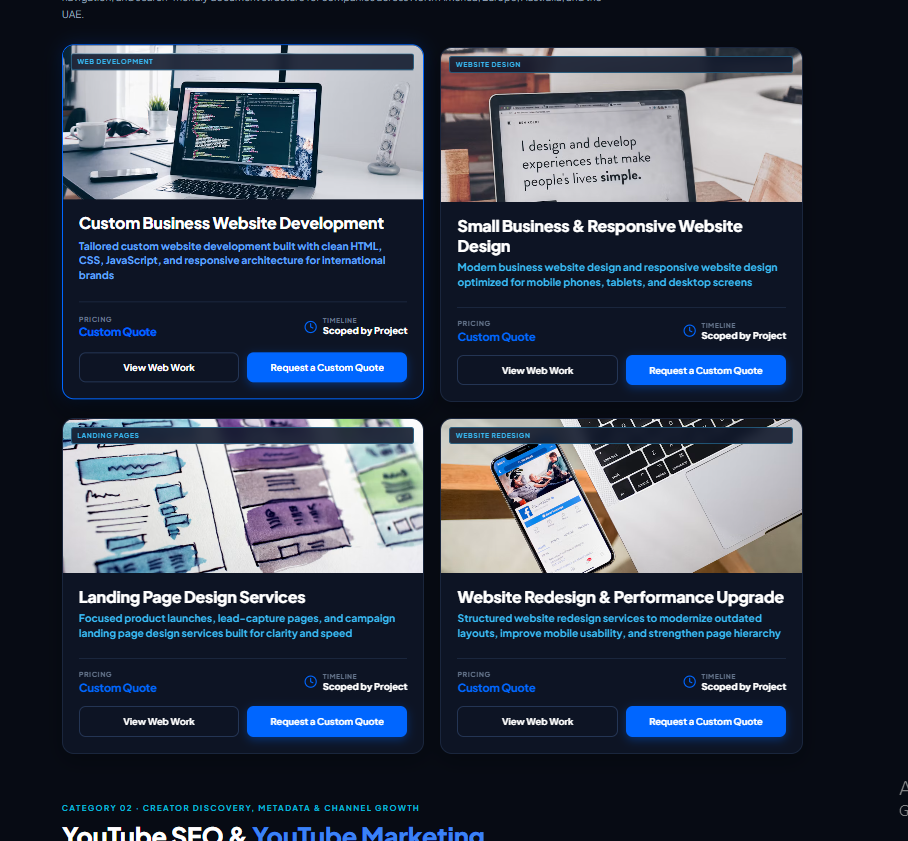 UAE.
WEB DEVELOPMENT
Custom Business Website Development
Tailored custom website development built with clean HTML,
CSS, JavaScript, and responsive architecture for international
brands
PRICING
Custom Quote
TIMELINE
Scoped by Project
View Web Work
Request a Custom Quote
WEBSITE DESIGN
I design and develop
experiences that make
people's lives simple.
Small Business & Responsive Website
Design
Modern business website design and responsive website design
optimized for mobile phones, tablets, and desktop screens
PRICING
Custom Quote
TIMELINE
Scoped by Project
View Web Work
Request a Custom Quote
LANDING PAGES
Landing Page Design Services
Focused product launches, lead-capture pages, and campaign
landing page design services built for clarity and speed
PRICING
Custom Quote
TIMELINE
Scoped by Project
View Web Work
Request a Custom Quote
WEBSITE REDESIGN
Website Redesign & Performance Upgrade
Structured website redesign services to modernize outdated
layouts, improve mobile usability, and strengthen page hierarchy
PRICING
Custom Quote
TIMELINE
Scoped by Project
View Web Work
Request a Custom Quote
CATEGORY 02 · CREATOR DISCOVERY, METADATA & CHANNEL GROWTH
YouTube SEO & YouTube Marketing